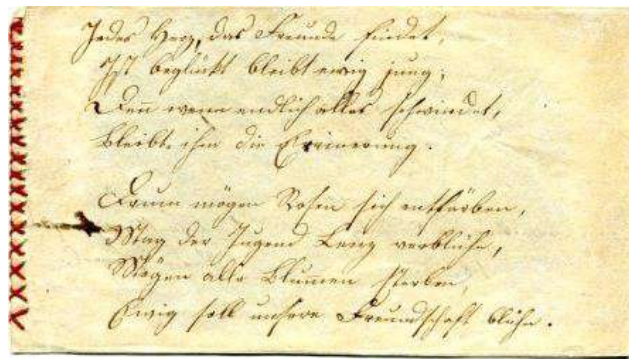 Jedes Herz, das Freunde findet,
Ist beglückt bleibt ewig jung;
Denn wenn endlich alles schwindet,
Bleibt ihm die Erinnerung.
Drum mögen Rosen sich entfärben,
Mag der Jugend Lenz verblühn,
Mögen alle Blumen sterben,
Ewig soll unsere Freundschaft blühn.